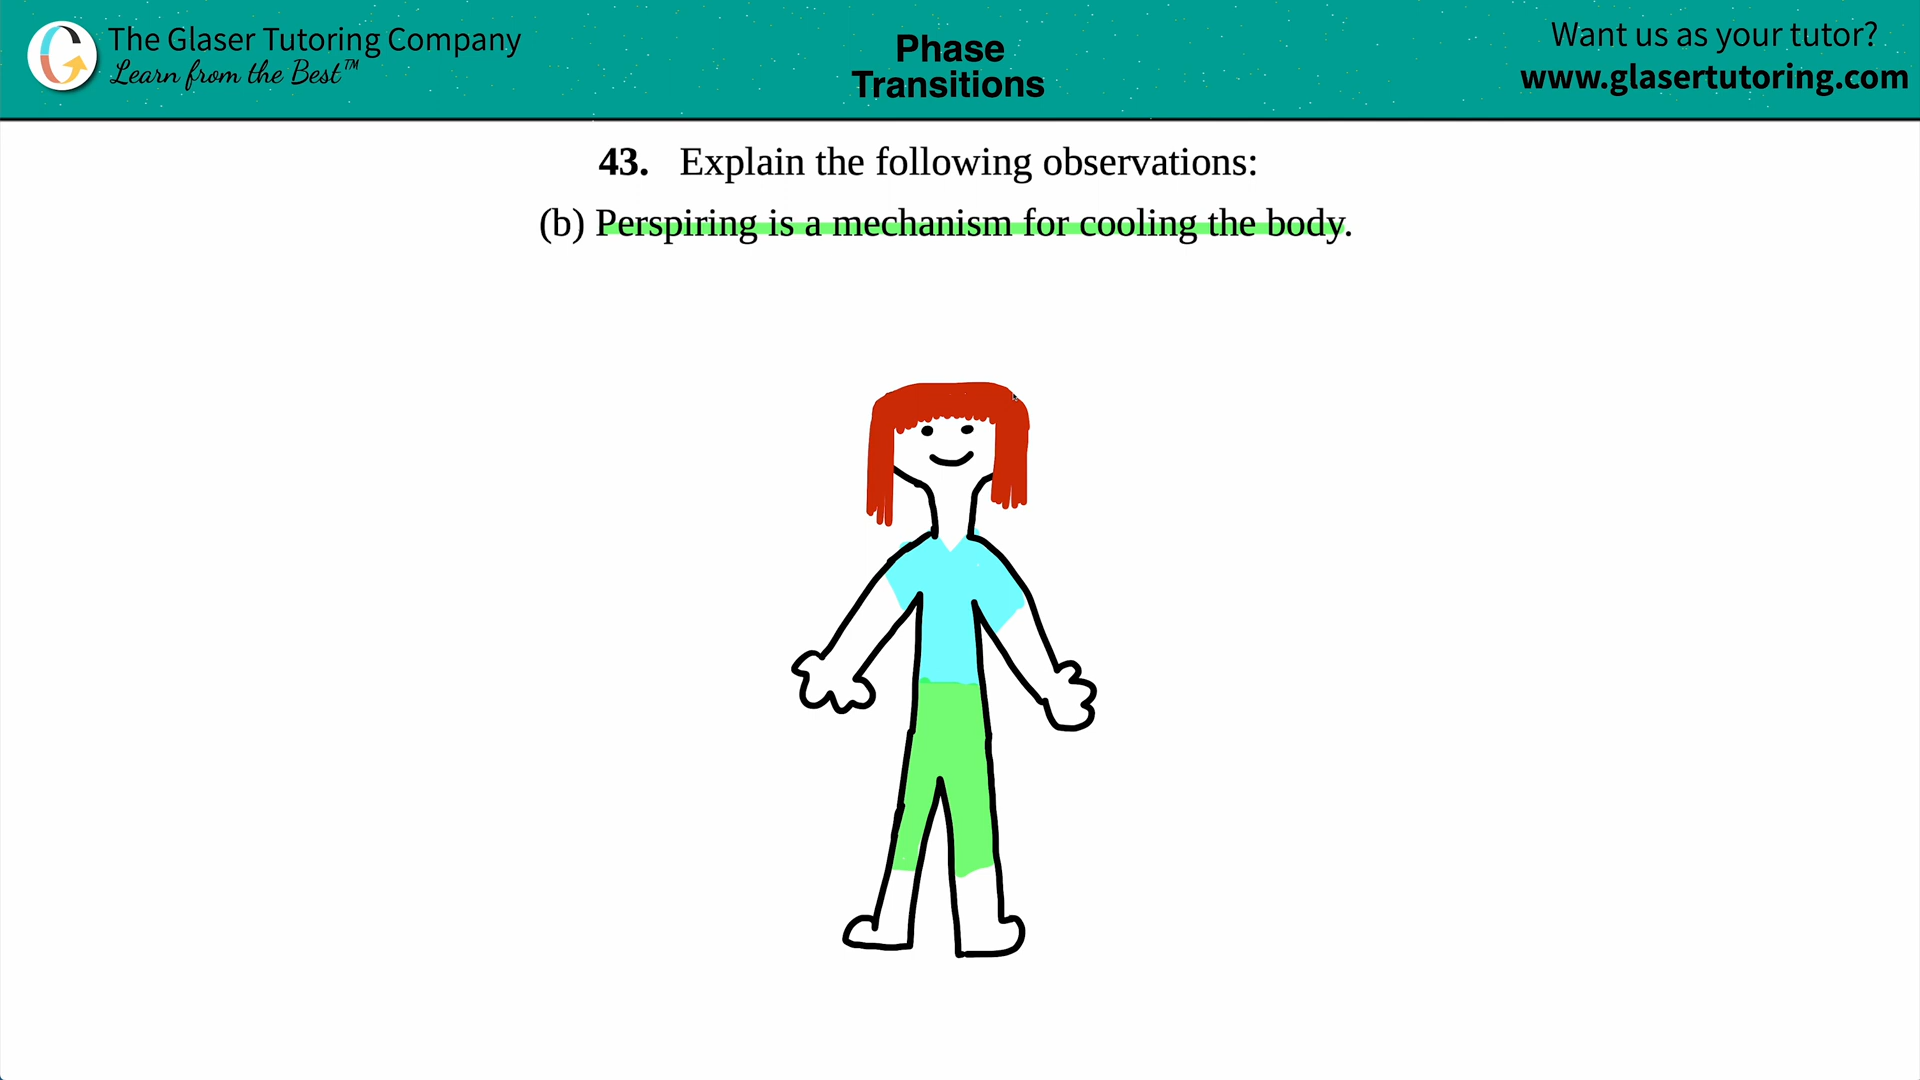 The Glaser Tutoring Company
Learn from the Best™
Phase
Transitions
Want us as your tutor?
www.glasertutoring.com
43. Explain the following observations:
(b) Perspiring is a mechanism for cooling the body.